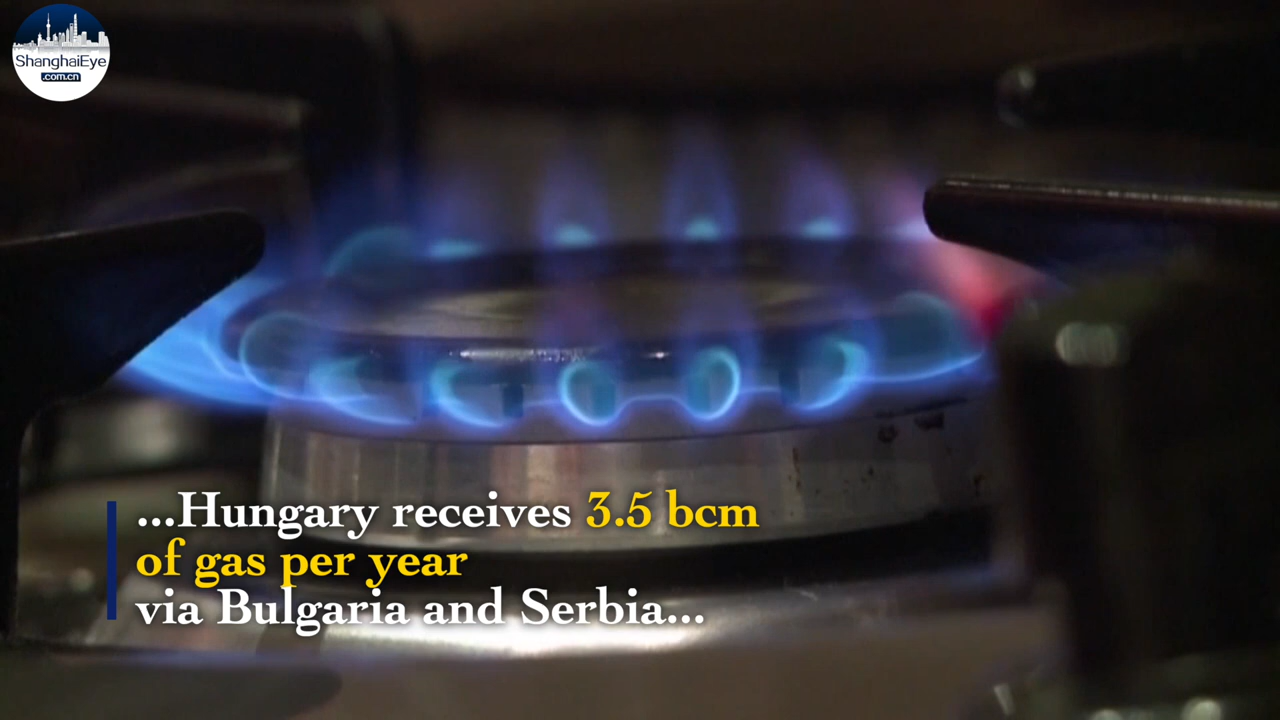 ShanghaiEye
.com.cn
...Hungary receives 3.5 bcm
of gas per year
via Bulgaria and Serbia...